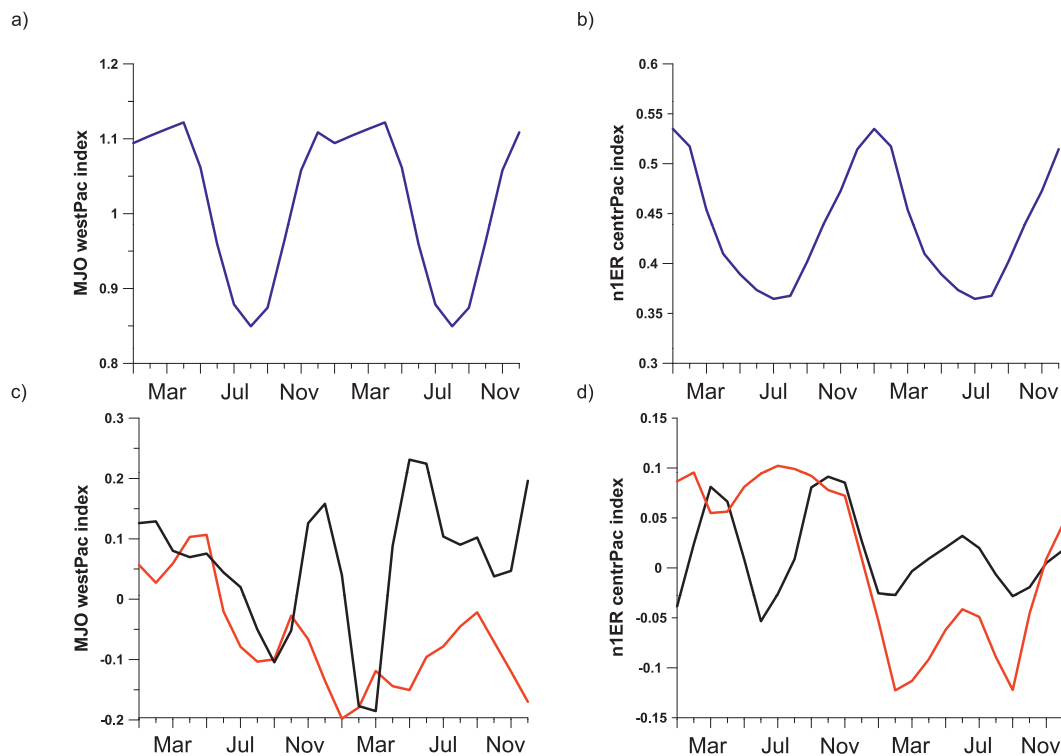 a)
MJO westPac index
1.2
1.1
1
0.9
0.8
Mar Jul Nov Mar Jul Nov
b)
n1ER centrPac index
0.6
0.55
0.5
0.45
0.4
0.35
0.3
Mar Jul Nov Mar Jul Nov
c)
MJO westPac index
0.3
0.2
0.1
0
-0.1
-0.2
Mar Jul Nov Mar Jul Nov
d)
n1ER centrPac index
0.15
0.1
0.05
0
-0.05
-0.1
-0.15
Mar Jul Nov Mar Jul Nov